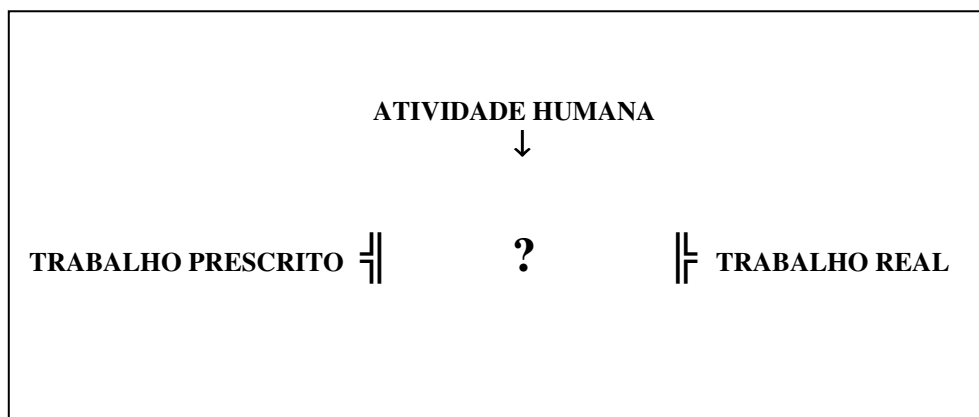 ATIVIDADE HUMANA
↓
TRABALHO PRESCRITO ╣ ? ╠ TRABALHO REAL